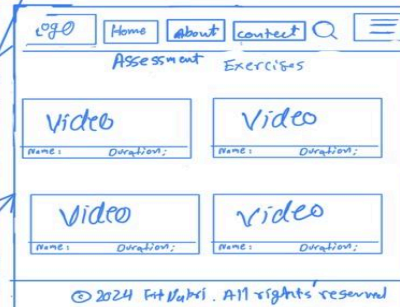 Logo Home About contect
Assessment Exercises
Video Video
Name: Duration; Name: Duration;
Video Video
Name: Duration; Name: Duration;
© 2024 . All rights reserved